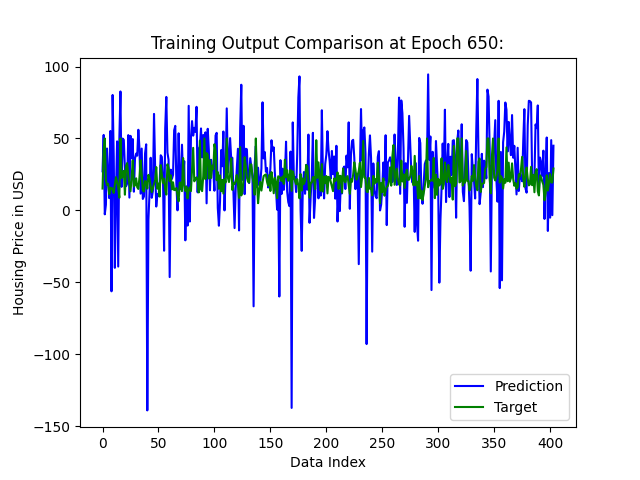 Training Output Comparison at Epoch 650:
100
50
0
−50
−100
−150
Housing Price in USD
0 50 100 150 200 250 300 350 400
Data Index
Prediction
Target